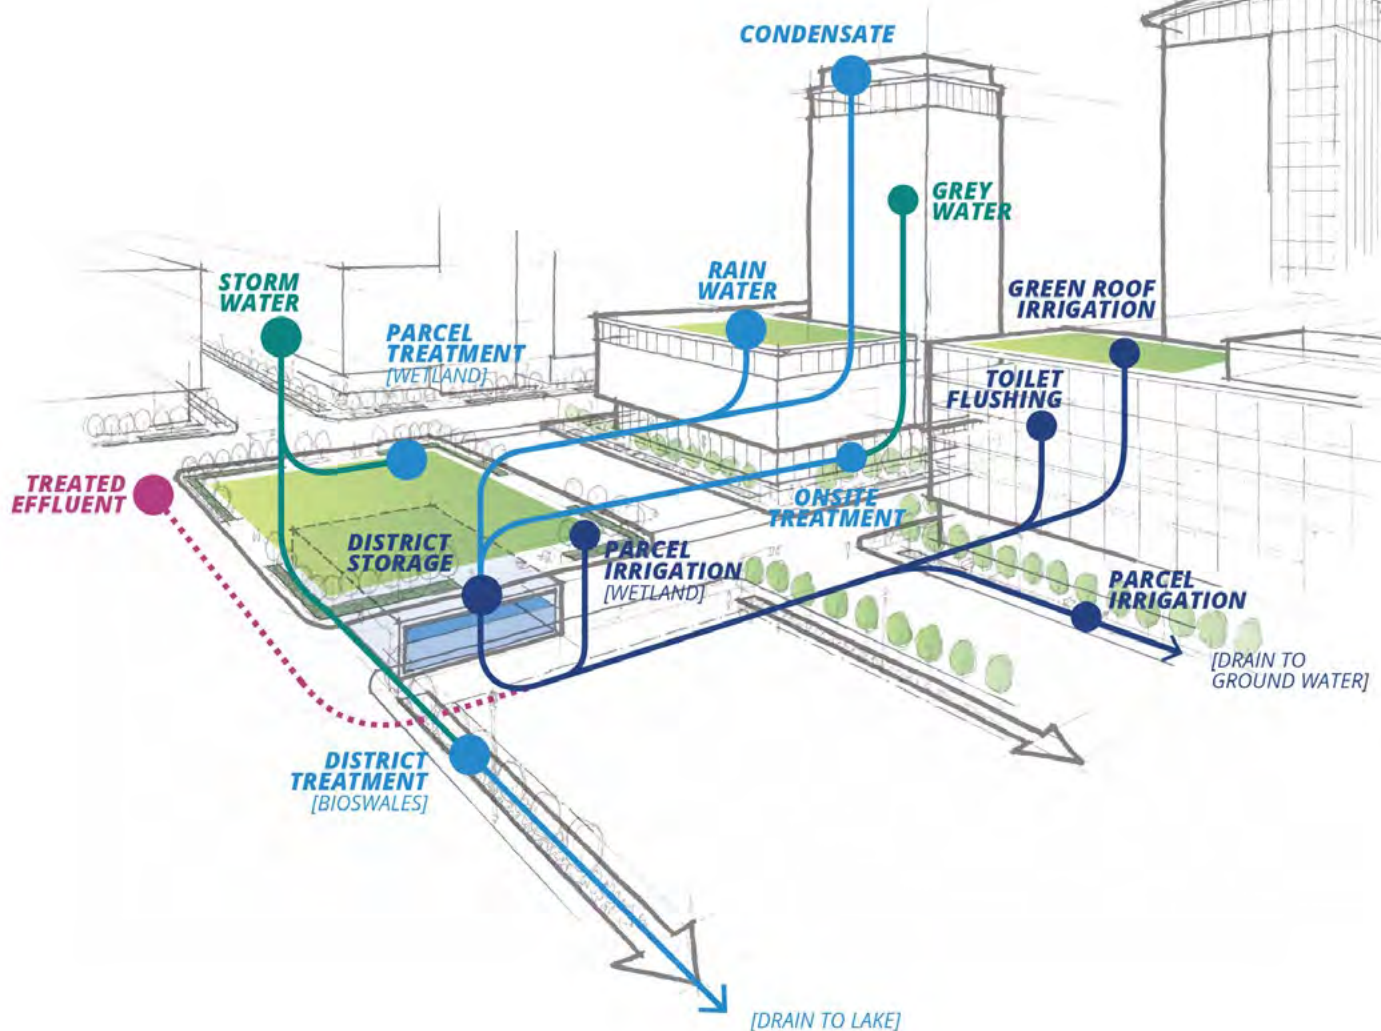 CONDENSATE
GREY
WATER
RAIN
WATER
STORM
WATER
GREEN ROOF
IRRIGATION
PARCEL
TREATMENT
[WETLAND]
TOILET
FLUSHING
TREATED
EFFLUENT
ONSITE
TREATMENT
DISTRICT
STORAGE
PARCEL
IRRIGATION
[WETLAND]
PARCEL
IRRIGATION
[DRAIN TO
GROUND WATER]
DISTRICT
TREATMENT
[BIOSWALES]
[DRAIN TO LAKE]